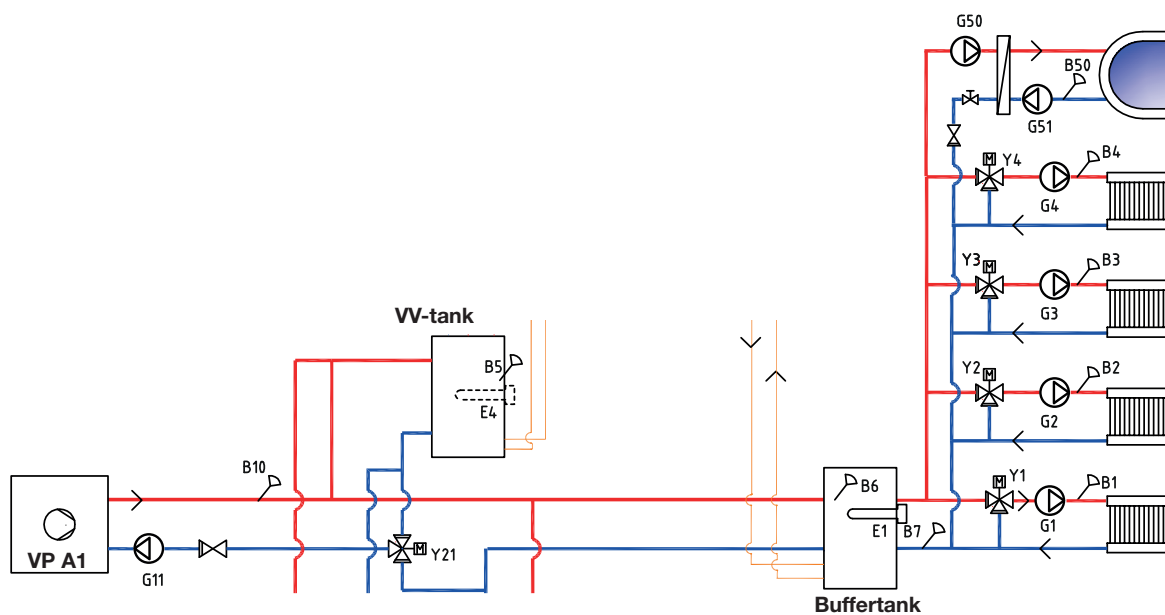 G50
B50
G51
M
Y4
B4
G4
Y3
M
B3
G3
VV-tank
B5
E4
Y2
M
B2
G2
B10
B6
M
Y1
B1
E1
B7
G1
VP A1
G11
M
Y21
Buffertank